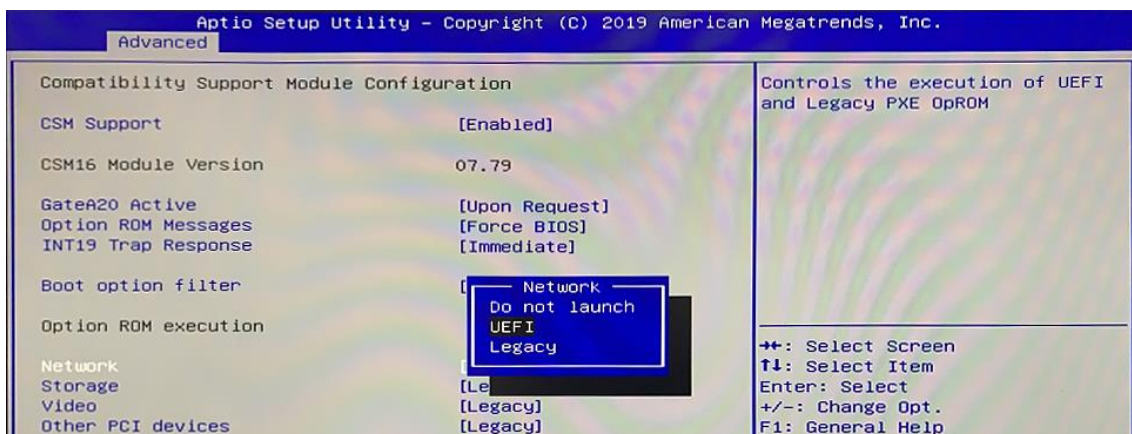 Aptio Setup Utility – Copyright (C) 2019 American Megatrends, Inc.
Advanced
Compatibility Support Module Configuration
CSM Support [Enabled]
CSM16 Module Version 07.79
GateA20 Active [Upon Request]
Option ROM Messages [Force BIOS]
INT19 Trap Response [Immediate]
Boot option filter [
Option ROM execution
Network [
Storage [Le
Video [Legacy]
Other PCI devices [Legacy]
Network
Do not launch
UEFI
Legacy
Controls the execution of UEFI
and Legacy PXE OpROM
→←: Select Screen
↑↓: Select Item
Enter: Select
+/-: Change Opt.
F1: General Help